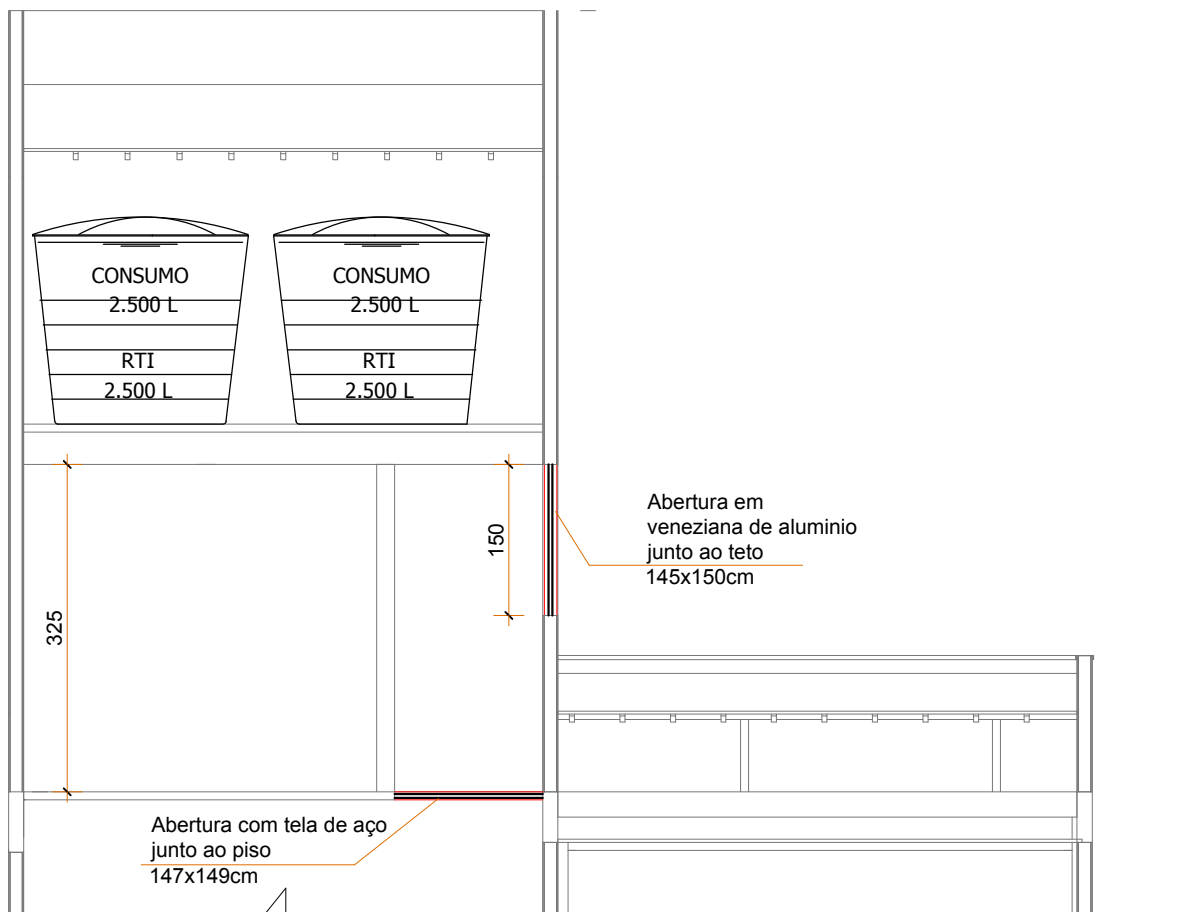 CONSUMO
2.500 L
RTI
2.500 L
CONSUMO
2.500 L
RTI
2.500 L
325
150
Abertura em
veneziana de aluminio
junto ao teto
145x150cm
Abertura com tela de aço
junto ao piso
147x149cm